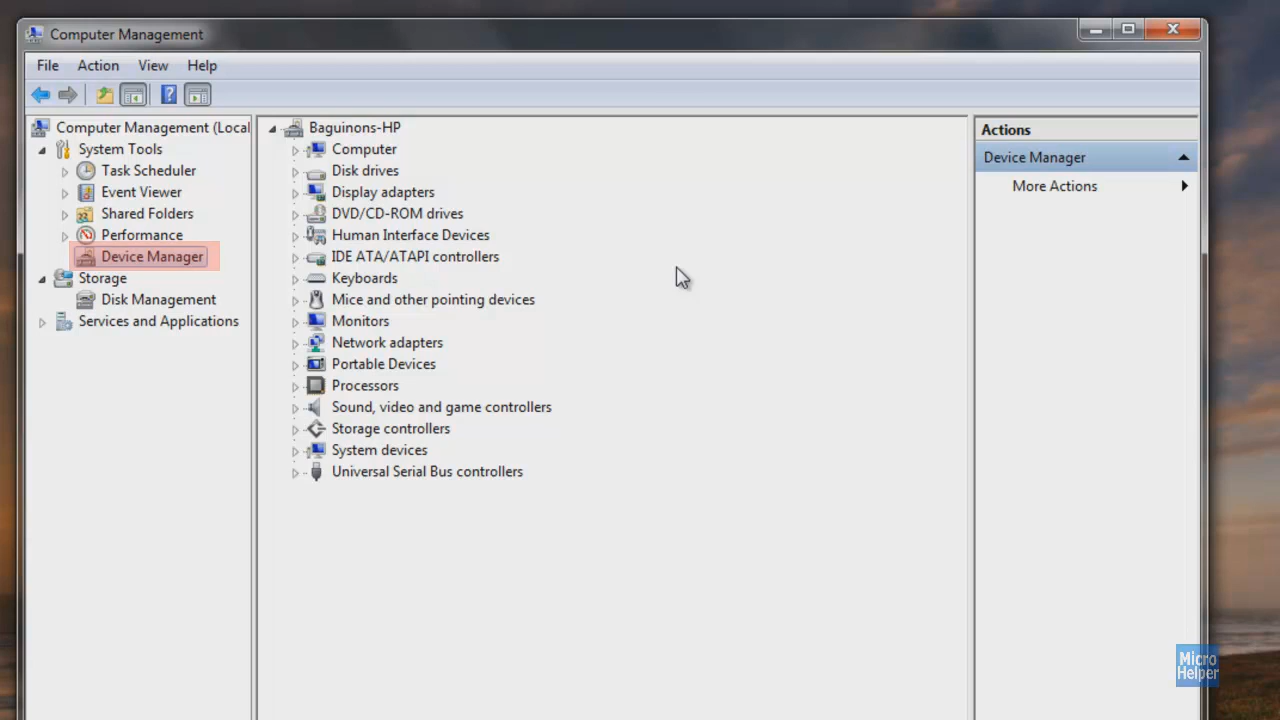 Computer Management
File Action View Help
Computer Management (Local
System Tools
Task Scheduler
Event Viewer
Shared Folders
Performance
Device Manager
Storage
Disk Management
Services and Applications
Baguinons-HP
Computer
Disk drives
Display adapters
DVD/CD-ROM drives
Human Interface Devices
IDE ATA/ATAPI controllers
Keyboards
Mice and other pointing devices
Monitors
Network adapters
Portable Devices
Processors
Sound, video and game controllers
Storage controllers
System devices
Universal Serial Bus controllers
Actions
Device Manager
More Actions
Micro
Helper